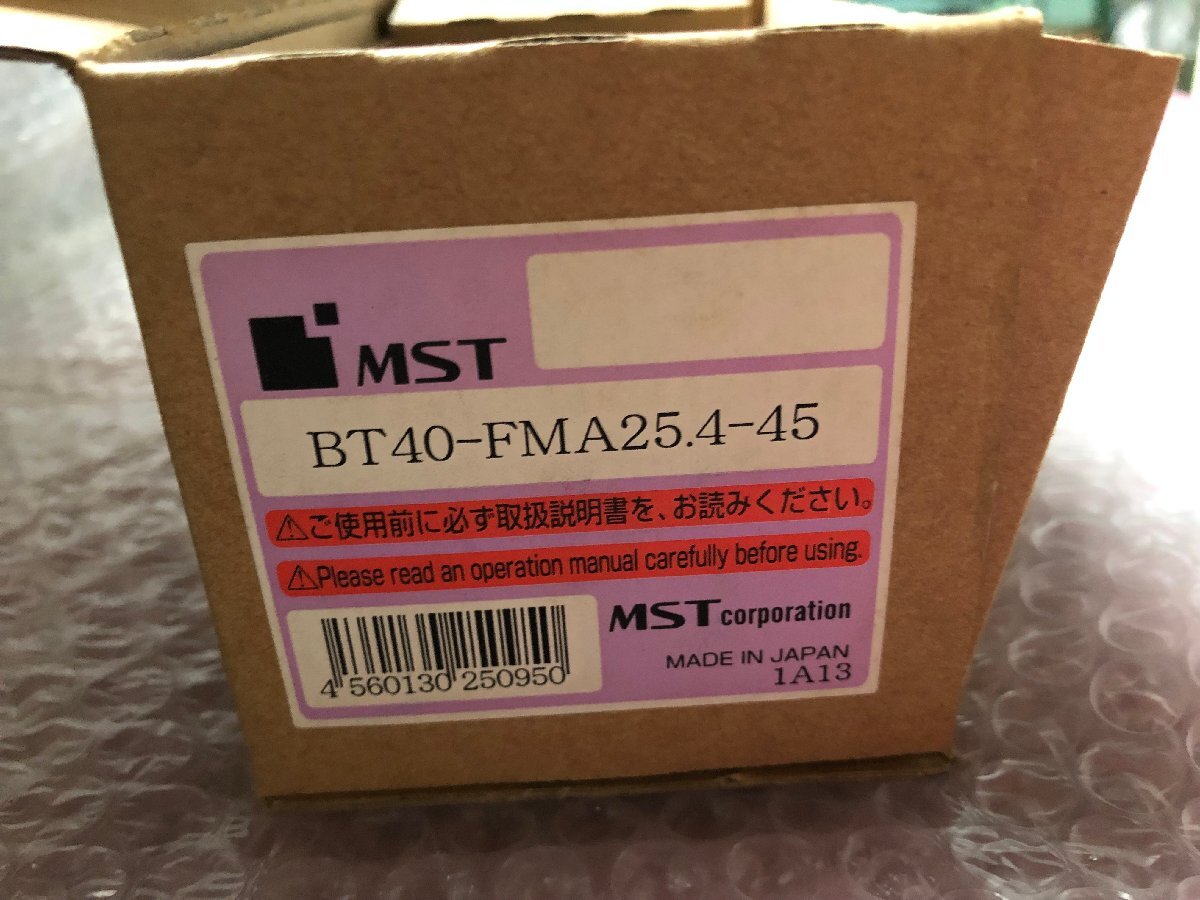 MST
BT40-FMA25.4-45
⚠ご使用前に必ず取扱説明書を、お読みください。
⚠Please read an operation manual carefully before using.
4 560130 250950
MST corporation
MADE IN JAPAN
1A13